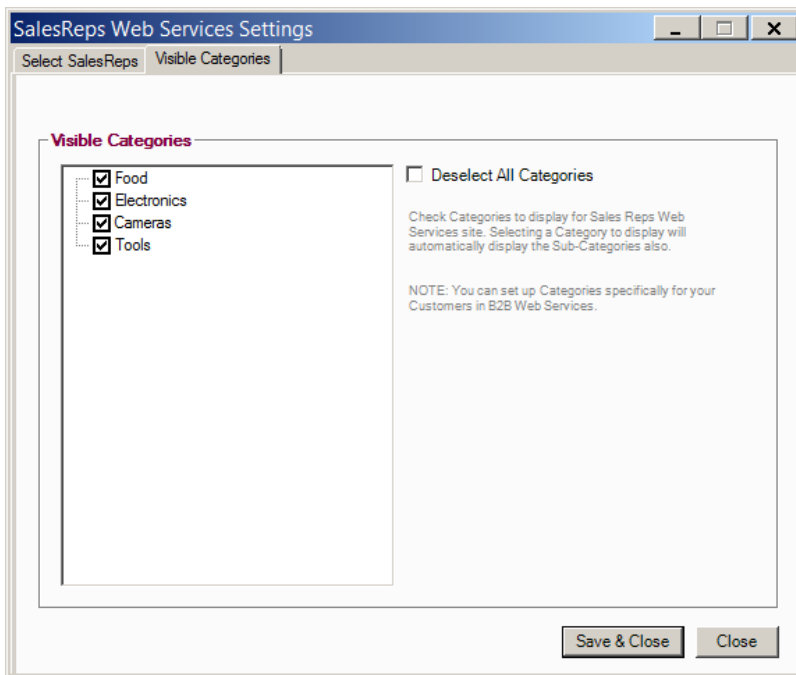 SalesReps Web Services Settings
Select SalesReps
Visible Categories
Visible Categories
Food
Electronics
Cameras
Tools
Deselect All Categories
Check Categories to display for Sales Reps Web
Services site. Selecting a Category to display will
automatically display the Sub-Categories also.
NOTE: You can set up Categories specifically for your
Customers in B2B Web Services.
Save & Close
Close